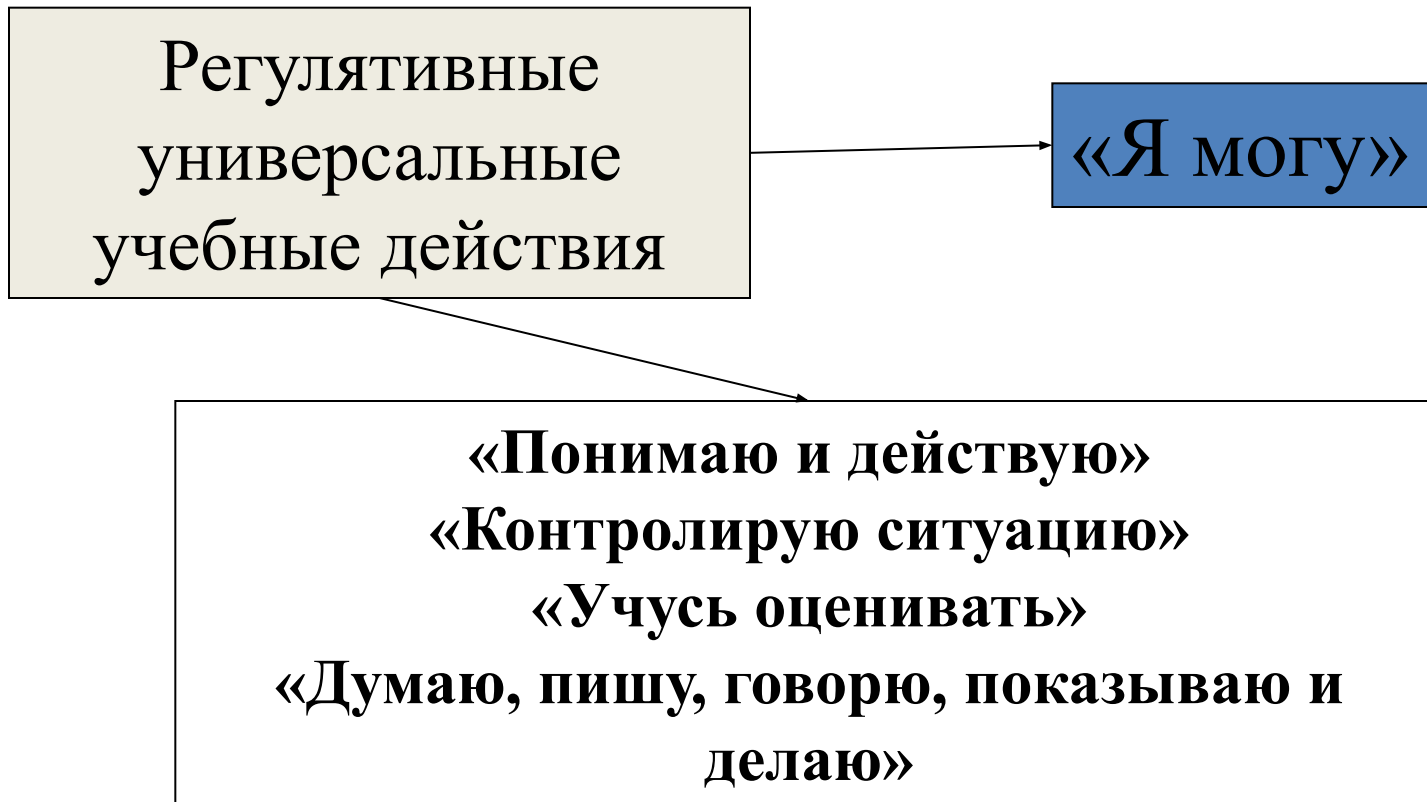 Регулятивные
универсальные
учебные действия
«Я могу»
«Понимаю и действую»
«Контролирую ситуацию»
«Учусь оценивать»
«Думаю, пишу, говорю, показываю и
делаю»